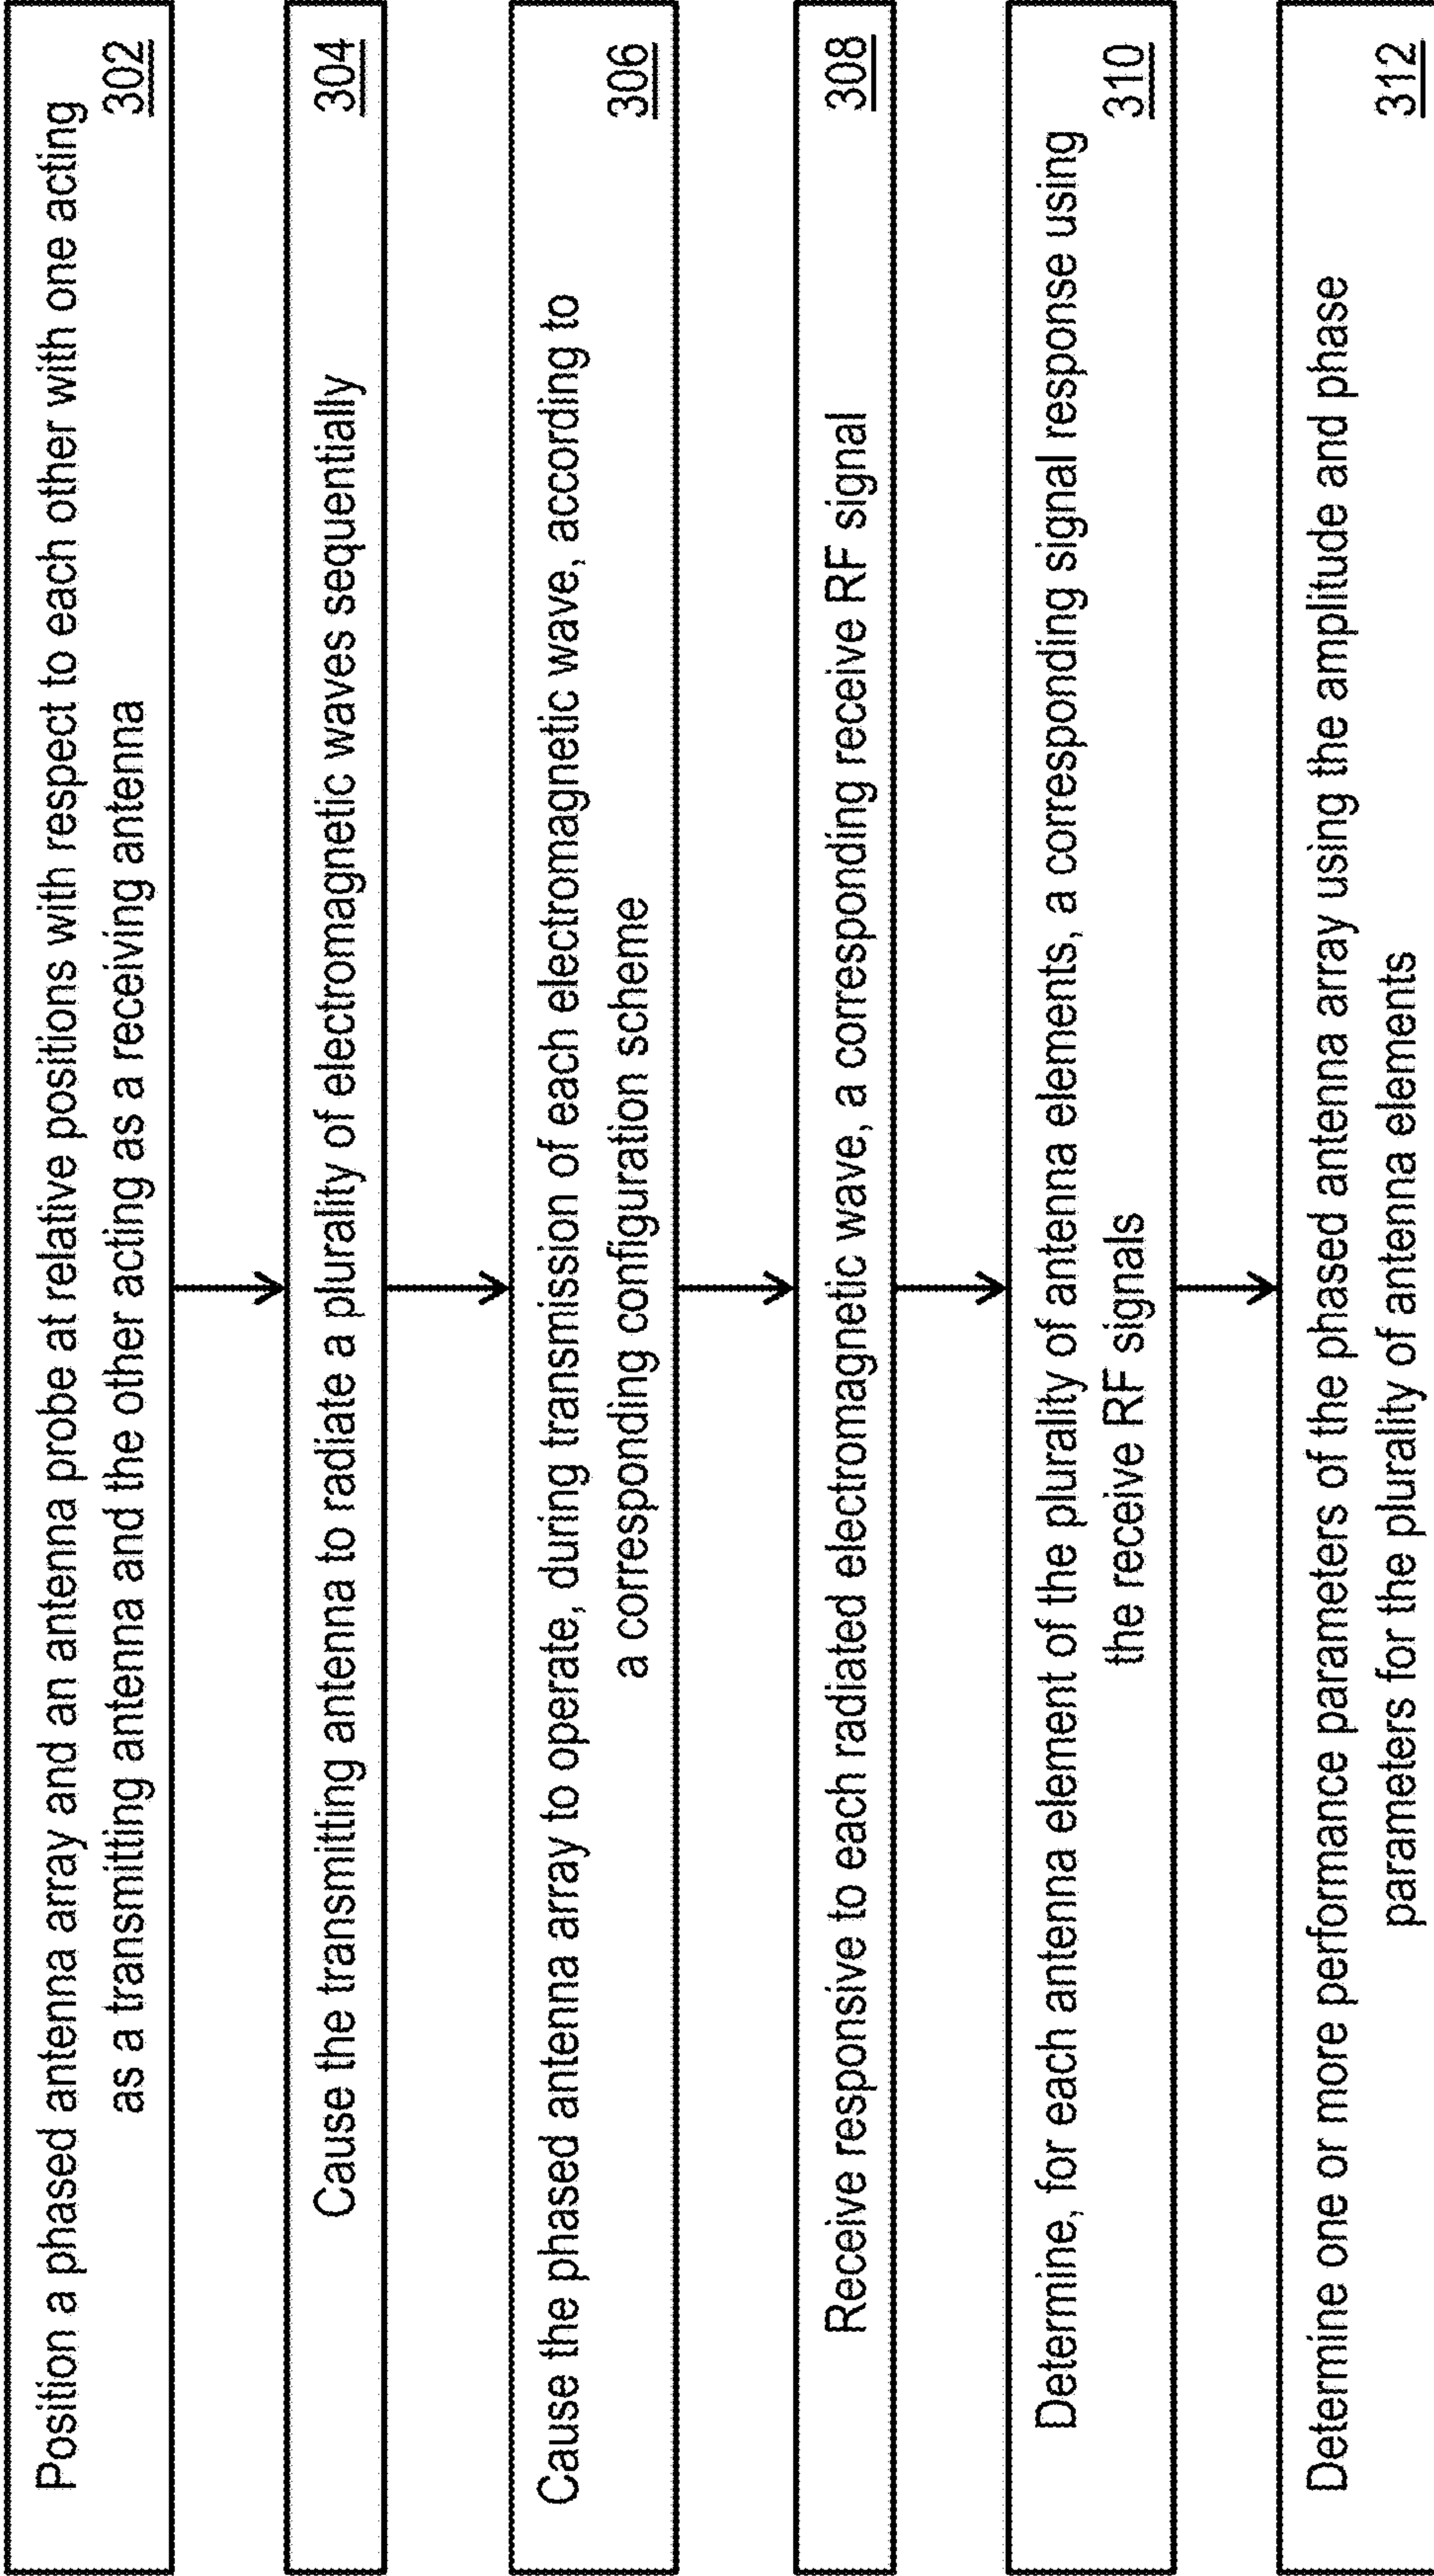 Position a phased antenna array and an antenna probe at relative positions with respect to each other with one acting
as a transmitting antenna and the other acting as a receiving antenna 302
Cause the transmitting antenna to radiate a plurality of electromagnetic waves sequentially 304
Cause the phased antenna array to operate, during transmission of each electromagnetic wave, according to
a corresponding configuration scheme 306
Receive responsive to each radiated electromagnetic wave, a corresponding receive RF signal 308
Determine, for each antenna element of the plurality of antenna elements, a corresponding signal response using
the receive RF signals 310
Determine one or more performance parameters of the phased antenna array using the amplitude and phase
parameters for the plurality of antenna elements 312